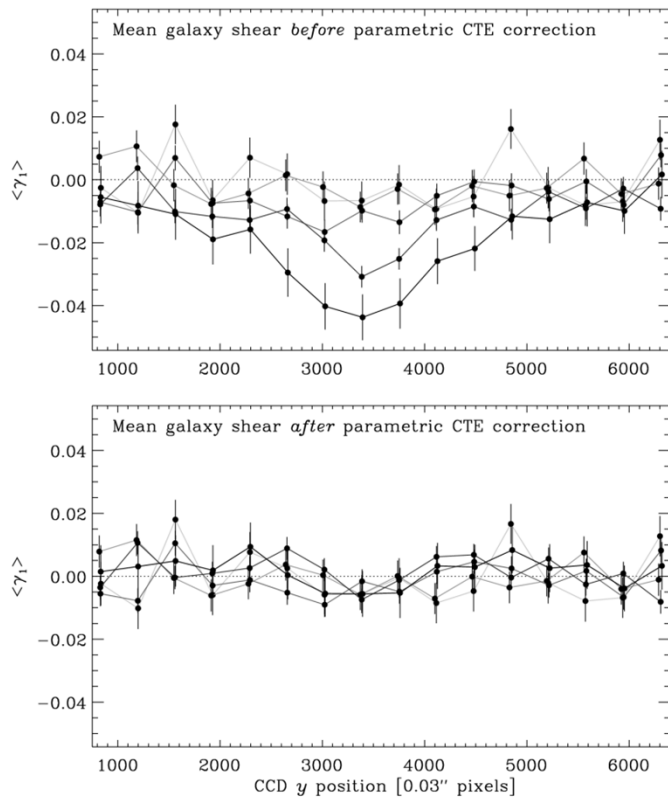 Mean galaxy shear before parametric CTE correction
0.04
0.02
0.00
−0.02
−0.04
<γ₁>
1000 2000 3000 4000 5000 6000
Mean galaxy shear after parametric CTE correction
0.04
0.02
0.00
−0.02
−0.04
<γ₁>
1000 2000 3000 4000 5000 6000
CCD y position [0.03″ pixels]